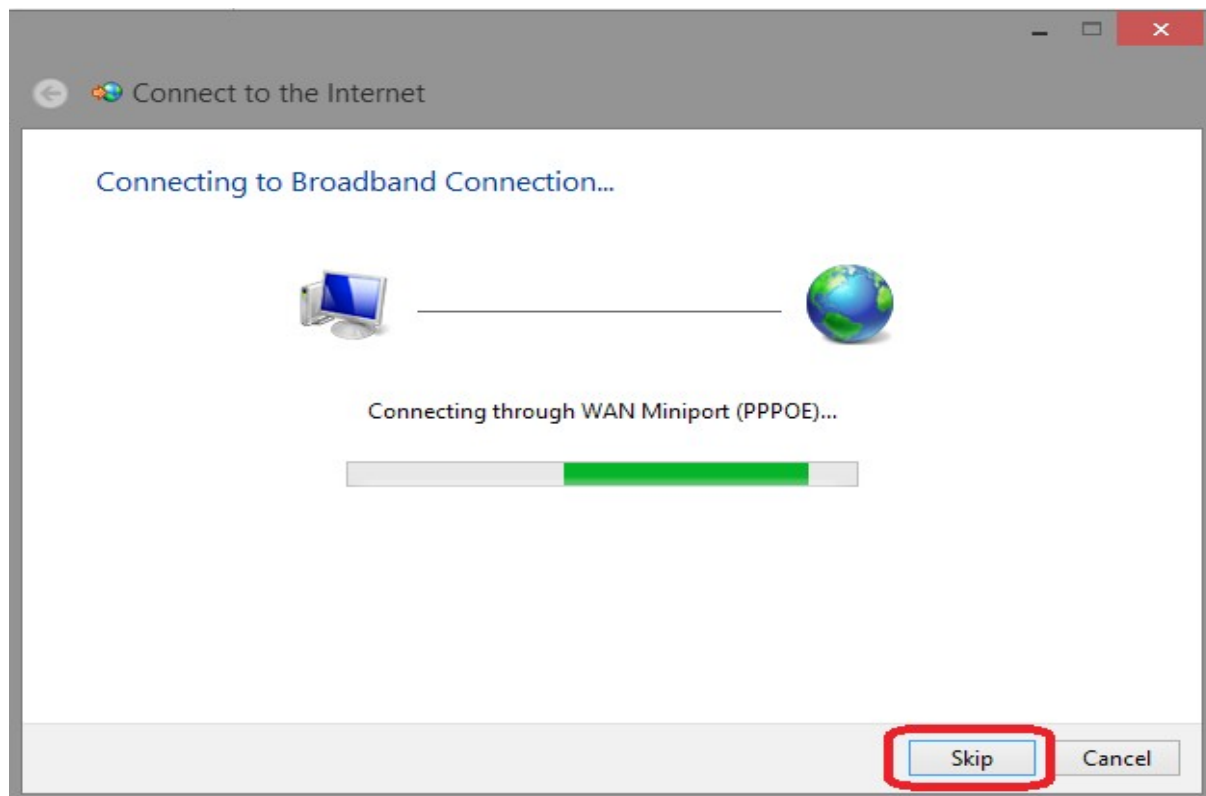 Connect to the Internet
Connecting to Broadband Connection...
Connecting through WAN Miniport (PPPOE)...
Skip Cancel